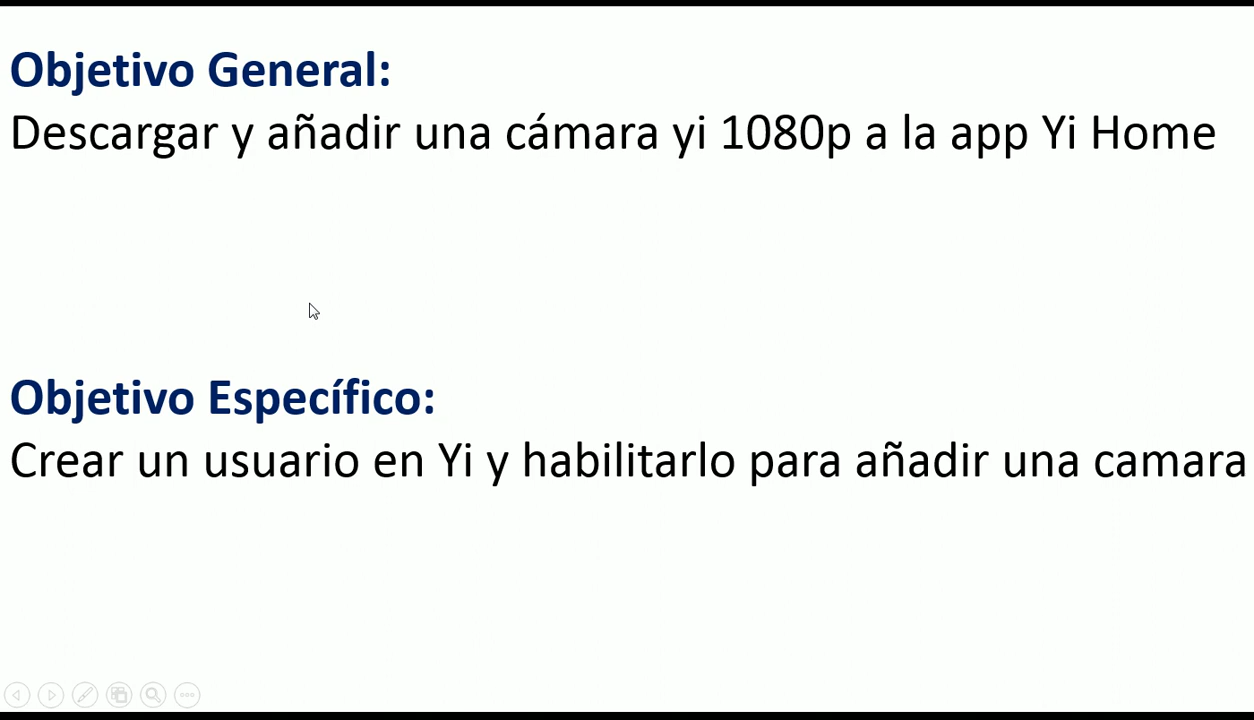 Objetivo General:
Descargar y añadir una cámara yi 1080p a la app Yi Home
Objetivo Específico:
Crear un usuario en Yi y habilitarlo para añadir una camara